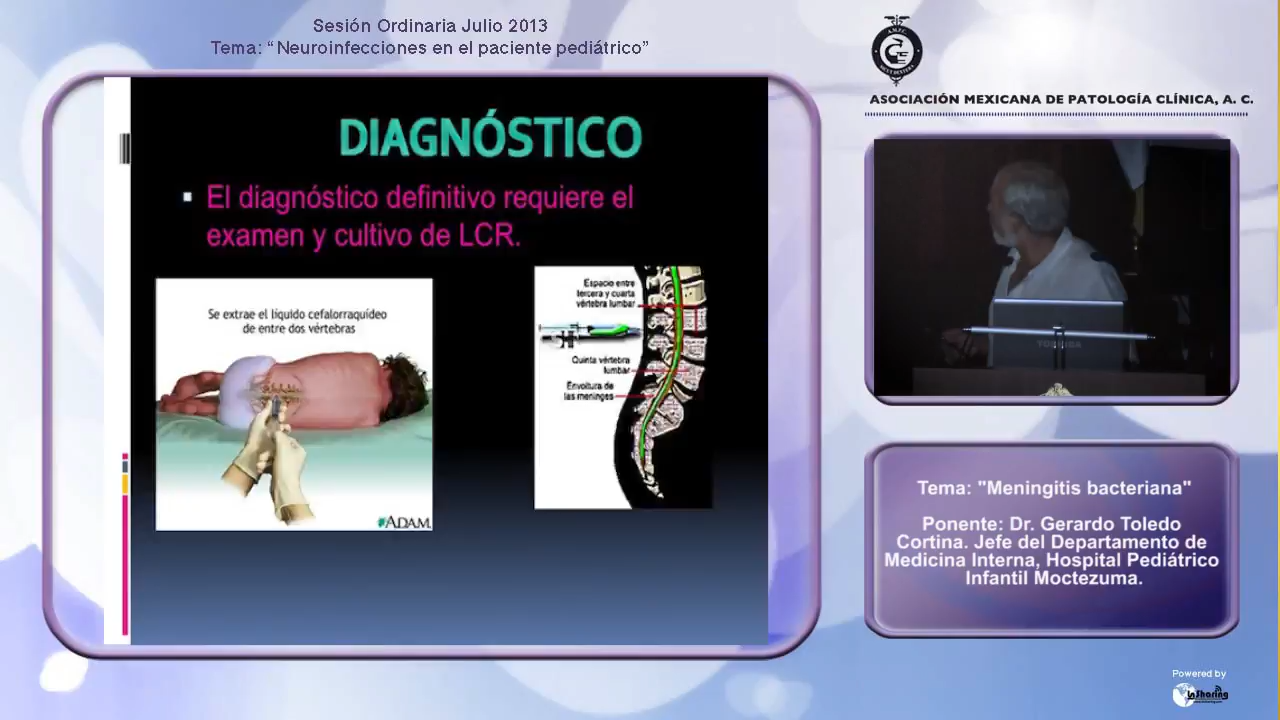 Sesión Ordinaria Julio 2013
Tema: “Neuroinfecciones en el paciente pediátrico”
ASOCIACIÓN MEXICANA DE PATOLOGÍA CLÍNICA, A. C.
DIAGNÓSTICO
El diagnóstico definitivo requiere el
examen y cultivo de LCR.
Se extrae el líquido cefalorraquídeo
de entre dos vértebras
ADAM
Espacio entre
tercera y cuarta
vértebra lumbar
Quinta vértebra
lumbar
Envoltura de
las meninges
TOSHIBA
Tema: "Meningitis bacteriana"
Ponente: Dr. Gerardo Toledo
Cortina. Jefe del Departamento de
Medicina Interna, Hospital Pediátrico
Infantil Moctezuma.
Powered by
InSharing